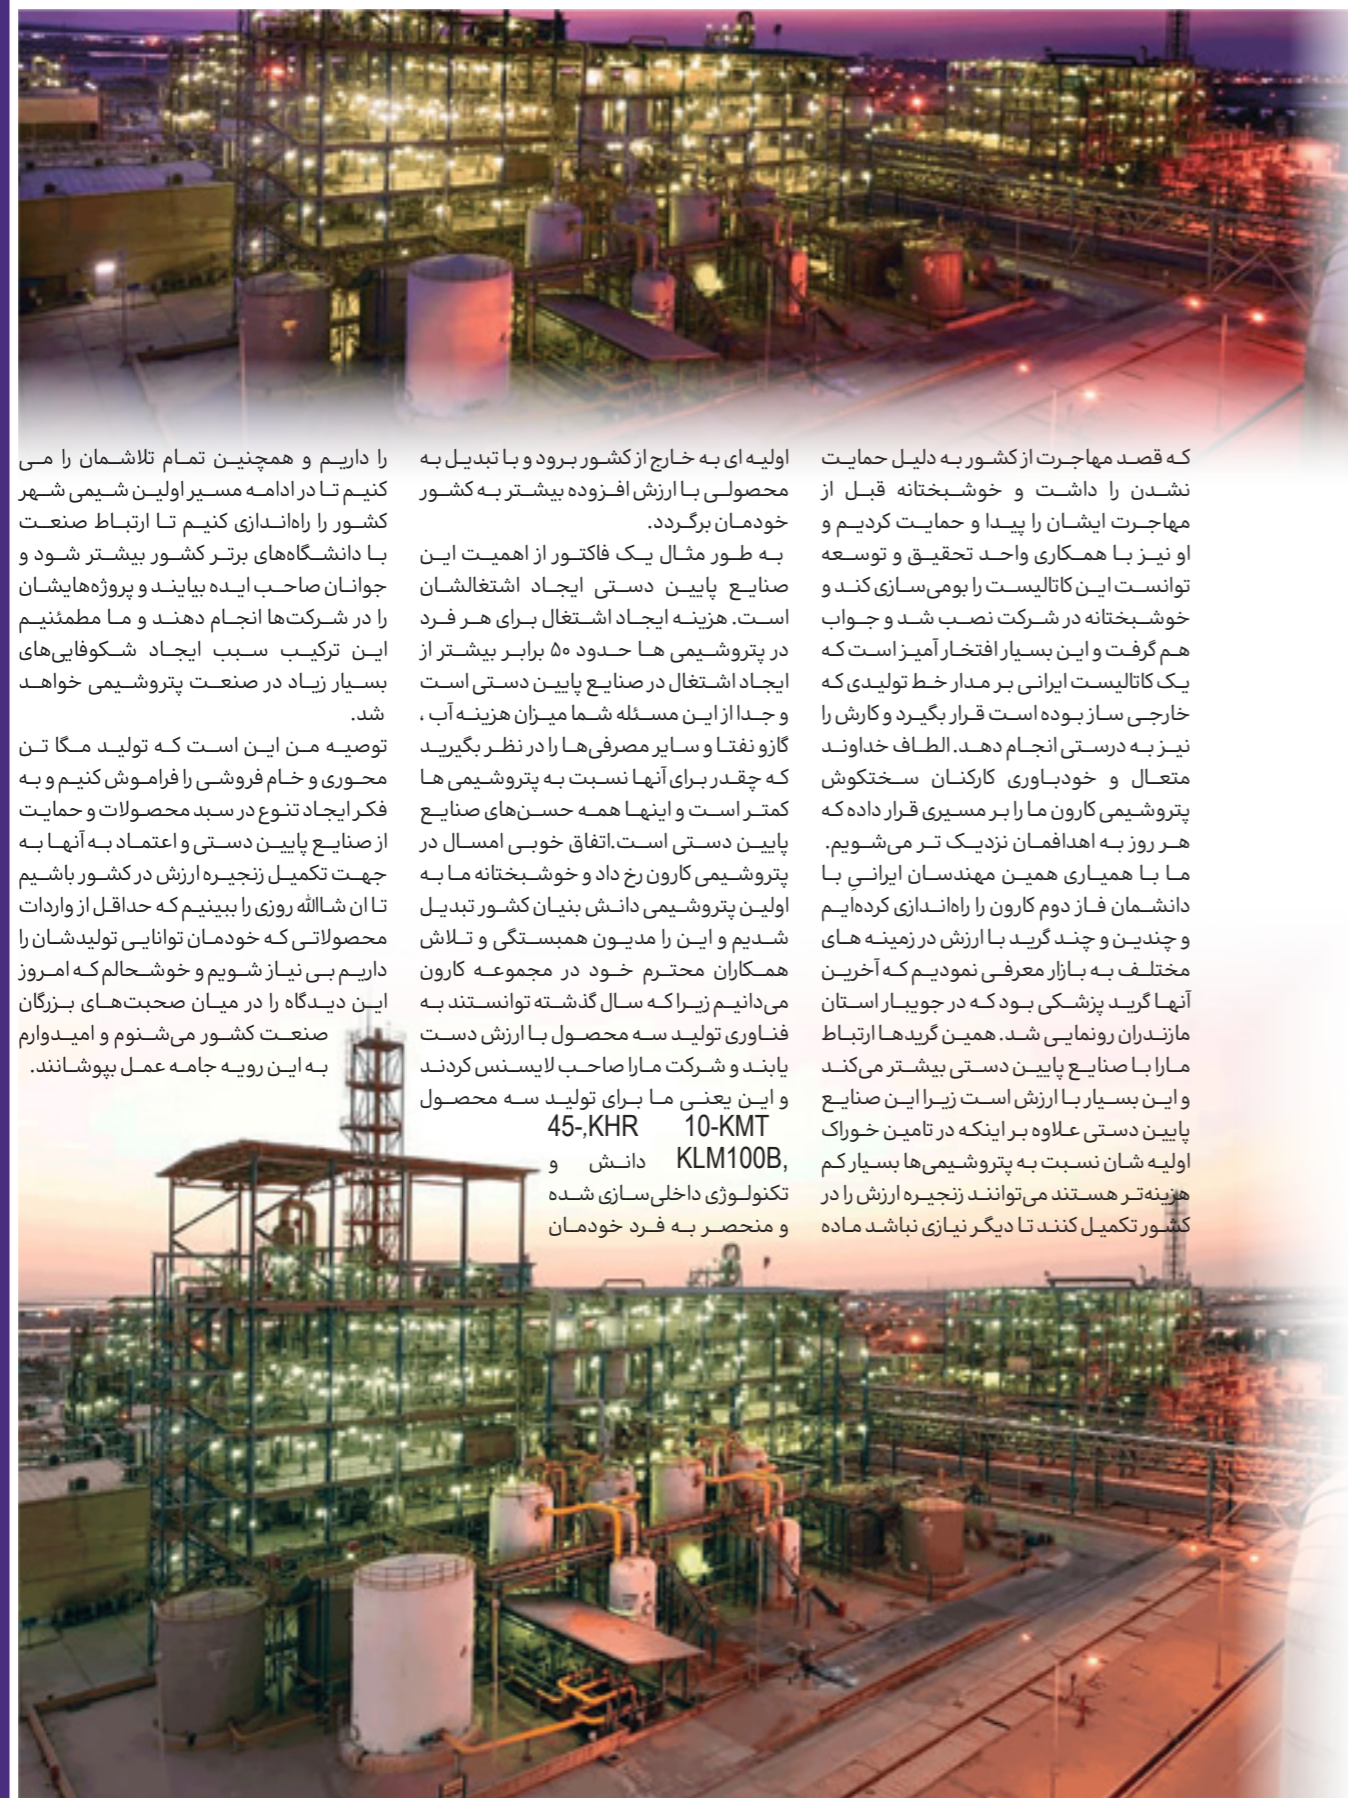 که قصد مهاجرت از کشور به دلیل حمایت
نشدن را داشت و خوشبختانه قبل از
مهاجرت ایشان را پیدا و حمایت کردیم و
او نیز با همکاری واحد تحقیق و توسعه
توانست این کاتالیست را بومی‌سازی کند و
خوشبختانه در شرکت نصب شد و جواب
هم گرفت و این بسیار افتخار آمیز است که
یک کاتالیست ایرانی بر مدار خط تولیدی که
خارجی ساز بوده است قرار بگیرد و کارش را
نیز به درستی انجام دهد. الطاف خداوند
متعال و خودباوری کارکنان سختکوش
پتروشیمی کارون ما را بر مسیری قرار داده که
هر روز به اهدافمان نزدیک تر می‌شویم.
ما با همیاری همین مهندسان ایرانیِ با
دانشمان فاز دوم کارون را راه‌اندازی کرده‌ایم
و چندین و چند گرید با ارزش در زمینه های
مختلف به بازار معرفی نمودیم که آخرین
آنها گرید پزشکی بود که در جویبار استان
مازندران رونمایی شد. همین گریدها ارتباط
مارا با صنایع پایین دستی بیشتر می‌کند
و این بسیار با ارزش است زیرا این صنایع
پایین دستی علاوه بر اینکه در تامین خوراک
اولیه شان نسبت به پتروشیمی‌ها بسیار کم
هزینه‌تر هستند می‌توانند زنجیره ارزش را در
کشور تکمیل کنند تا دیگر نیازی نباشد ماده
اولیه ای به خارج از کشور برود و با تبدیل به
محصولی با ارزش افزوده بیشتر به کشور
خودمان برگردد.
به طور مثال یک فاکتور از اهمیت این
صنایع پایین دستی ایجاد اشتغالشان
است. هزینه ایجاد اشتغال برای هر فرد
در پتروشیمی ها حدود ۵۰ برابر بیشتر از
ایجاد اشتغال در صنایع پایین دستی است
و جدا از این مسئله شما میزان هزینه آب ،
گازو نفتا و سایر مصرفی‌ها را در نظر بگیرید
که چقدر برای آنها نسبت به پتروشیمی ها
کمتر است و اینها همه حسن‌های صنایع
پایین دستی است.اتفاق خوبی امسال در
پتروشیمی کارون رخ داد و خوشبختانه ما به
اولین پتروشیمی دانش بنیان کشور تبدیل
شدیم و این را مدیون همبستگی و تلاش
همکاران محترم خود در مجموعه کارون
می‌دانیم زیرا که سال گذشته توانستند به
فناوری تولید سه محصول با ارزش دست
یابند و شرکت مارا صاحب لایسنس کردند
و این یعنی ما برای تولید سه محصول
45-,KHR 10-KMT
KLM100B, دانش و
تکنولوژی داخلی‌سازی شده
و منحصر به فرد خودمان
را داریم و همچنین تمام تلاشمان را می
کنیم تا در ادامه مسیر اولین شیمی شهر
کشور را راه‌اندازی کنیم تا ارتباط صنعت
با دانشگاه‌های برتر کشور بیشتر شود و
جوانان صاحب ایده بیایند و پروژه‌هایشان
را در شرکت‌ها انجام دهند و ما مطمئنیم
این ترکیب سبب ایجاد شکوفایی‌های
بسیار زیاد در صنعت پتروشیمی خواهد
شد.
توصیه من این است که تولید مگا تن
محوری و خام فروشی را فراموش کنیم و به
فکر ایجاد تنوع در سبد محصولات و حمایت
از صنایع پایین دستی و اعتماد به آنها به
جهت تکمیل زنجیره ارزش در کشور باشیم
تا ان شاالله روزی را ببینیم که حداقل از واردات
محصولاتی که خودمان توانایی تولیدشان را
داریم بی نیاز شویم و خوشحالم که امروز
این دیدگاه را در میان صحبت‌های بزرگان
صنعت کشور می‌شنوم و امیدوارم
به این رویه جامه عمل بپوشانند.